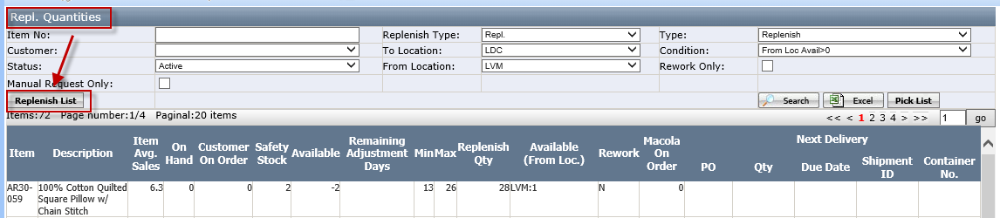 Repl. Quantities
Item No: Replenish Type: Repl. Type: Replenish
Customer: To Location: LDC Condition: From Loc Avail>0
Status: Active From Location: LVM Rework Only:
Manual Request Only:
Replenish List Search Excel Pick List
Items:72 Page number:1/4 Paginal:20 items << < 1 2 3 4 > >> 1 go
Item Description Item Avg. Sales On Hand Customer On Order Safety Stock Available Remaining Adjustment Days Min Max Replenish Qty Available (From Loc.) Rework Macola On Order Next Delivery PO Qty Due Date Shipment ID Container No.
AR30-059 100% Cotton Quilted Square Pillow w/ Chain Stitch 6.3 0 0 2 -2 13 26 28 LVM:1 N 0